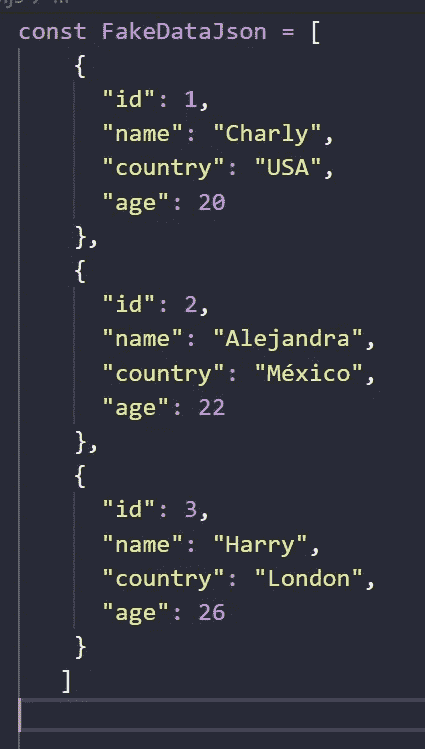 const FakeDataJson = [
{
"id": 1,
"name": "Charly",
"country": "USA",
"age": 20
},
{
"id": 2,
"name": "Alejandra",
"country": "México",
"age": 22
},
{
"id": 3,
"name": "Harry",
"country": "London",
"age": 26
}
]